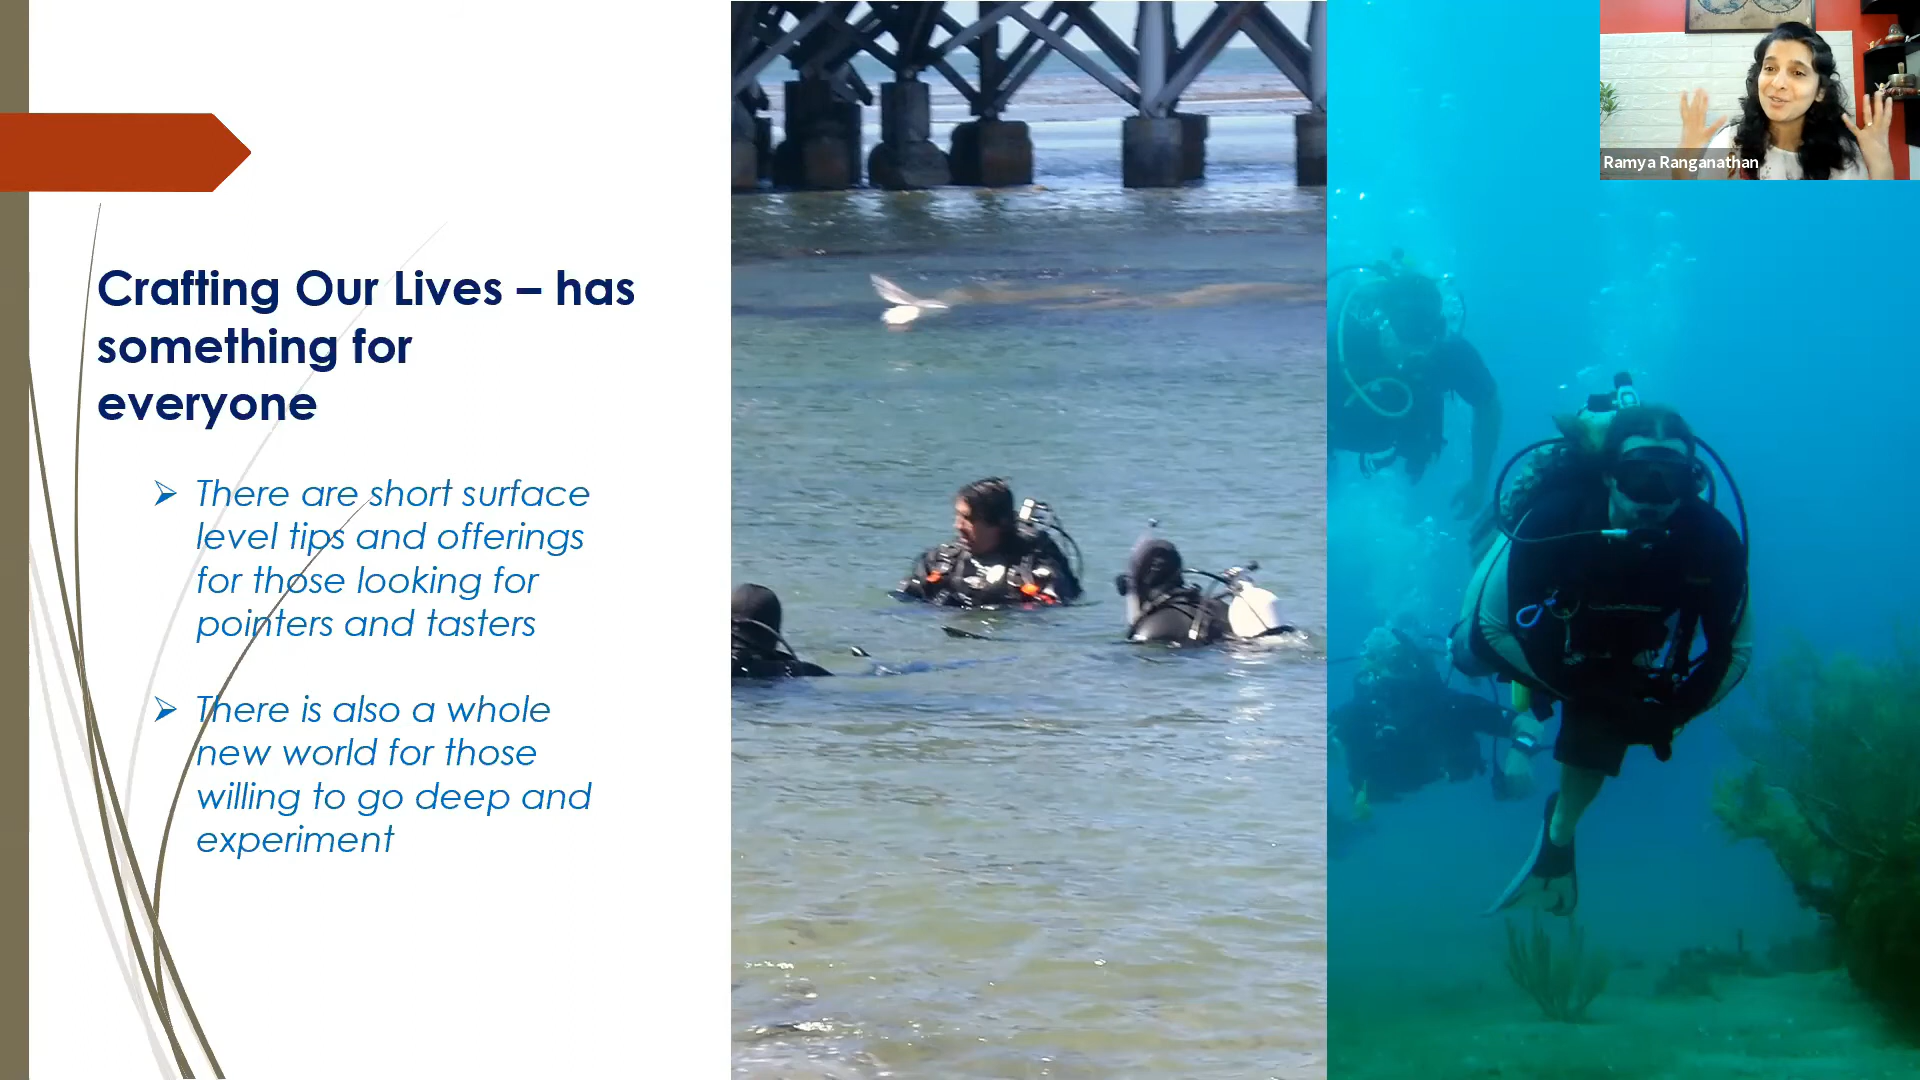 Crafting Our Lives – has
something for
everyone
There are short surface
level tips and offerings
for those looking for
pointers and tasters
There is also a whole
new world for those
willing to go deep and
experiment
Ramya Ranganathan